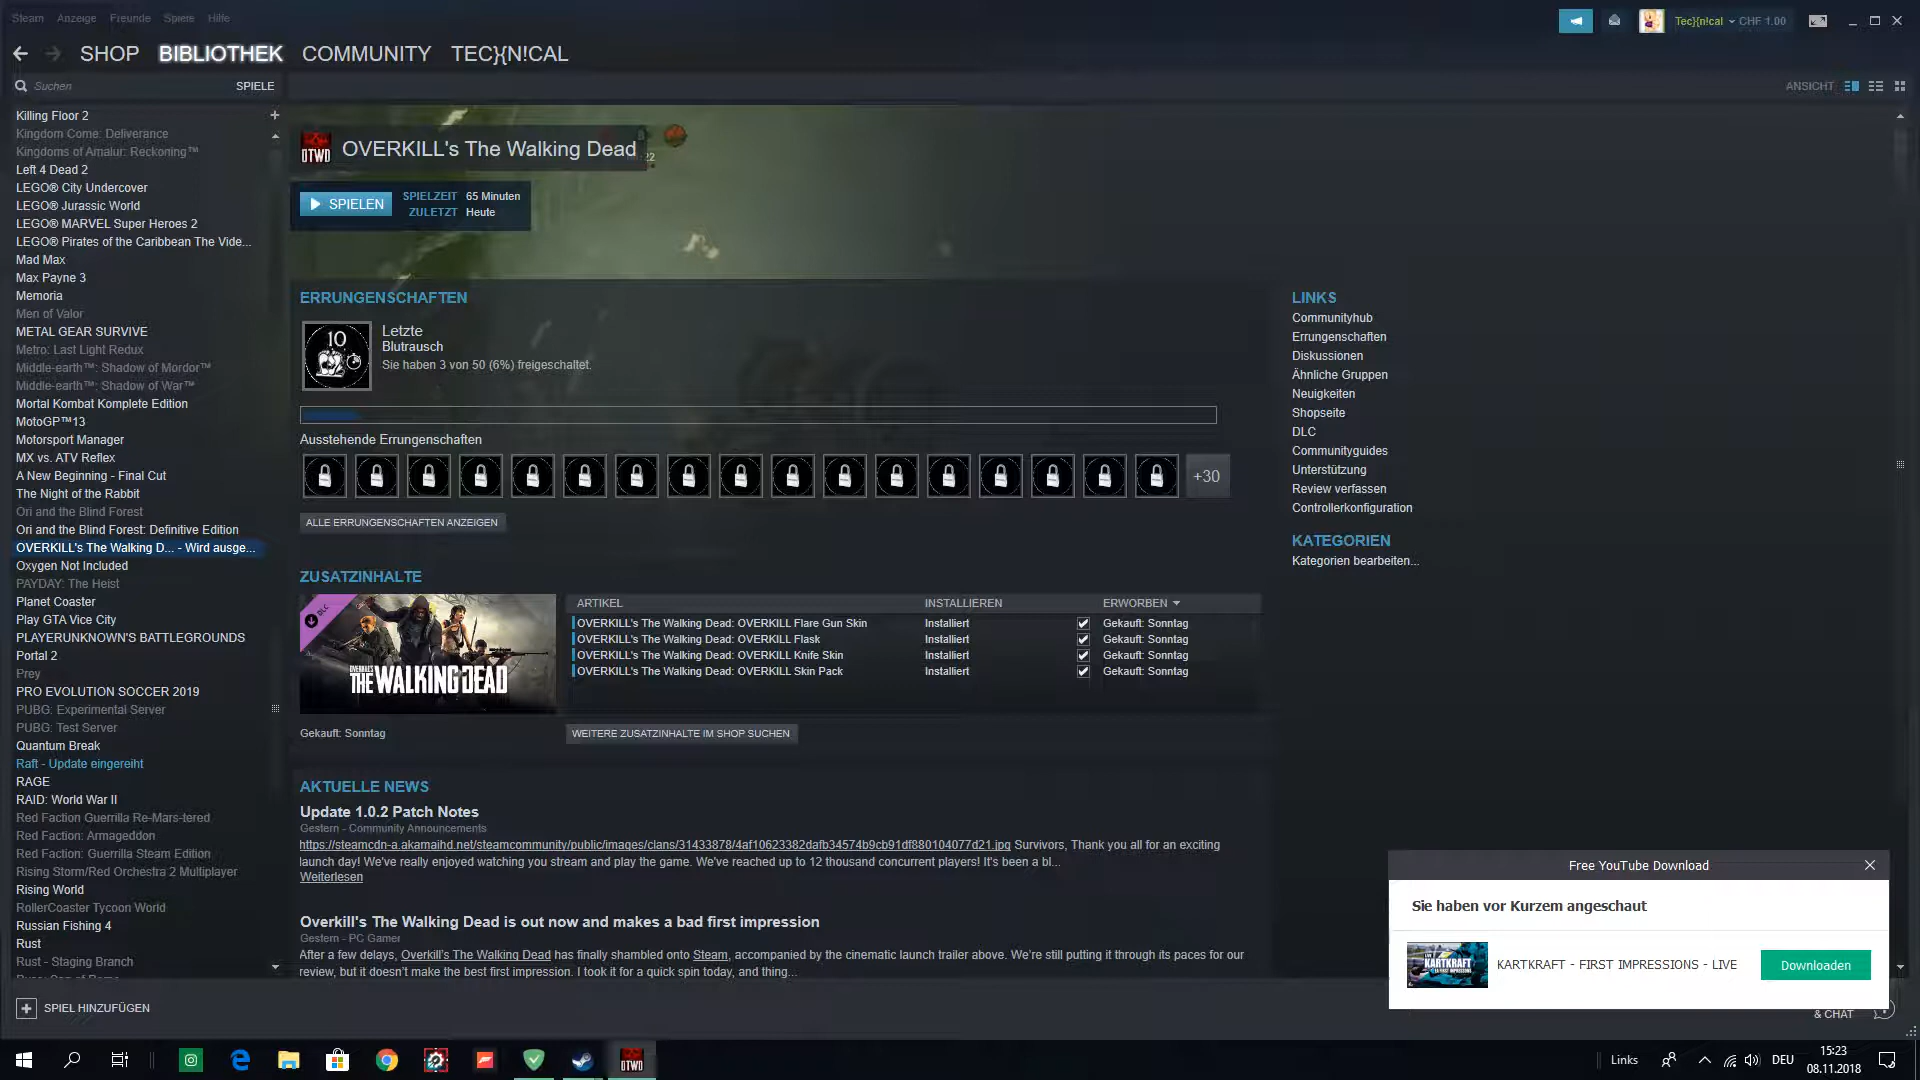 Steam Anzeige Freunde Spiele Hilfe
Tec}{n!cal CHF 1.00
SHOP BIBLIOTHEK COMMUNITY TEC}{N!CAL
Suchen SPIELE
ANSICHT
Killing Floor 2
Kingdom Come: Deliverance
Kingdoms of Amalur: Reckoning™
Left 4 Dead 2
LEGO® City Undercover
LEGO® Jurassic World
LEGO® MARVEL Super Heroes 2
LEGO® Pirates of the Caribbean The Vide...
Mad Max
Max Payne 3
Memoria
Men of Valor
METAL GEAR SURVIVE
Metro: Last Light Redux
Middle-earth™: Shadow of Mordor™
Middle-earth™: Shadow of War™
Mortal Kombat Komplete Edition
MotoGP™13
Motorsport Manager
MX vs. ATV Reflex
A New Beginning - Final Cut
The Night of the Rabbit
Ori and the Blind Forest
Ori and the Blind Forest: Definitive Edition
OVERKILL's The Walking D... - Wird ausge...
Oxygen Not Included
PAYDAY: The Heist
Planet Coaster
Play GTA Vice City
PLAYERUNKNOWN'S BATTLEGROUNDS
Portal 2
Prey
PRO EVOLUTION SOCCER 2019
PUBG: Experimental Server
PUBG: Test Server
Quantum Break
Raft - Update eingereiht
RAGE
RAID: World War II
Red Faction Guerrilla Re-Mars-tered
Red Faction: Armageddon
Red Faction: Guerrilla Steam Edition
Rising Storm/Red Orchestra 2 Multiplayer
Rising World
RollerCoaster Tycoon World
Russian Fishing 4
Rust
Rust - Staging Branch
SPIEL HINZUFÜGEN
OTWD
OVERKILL's The Walking Dead
22
SPIELEN
SPIELZEIT 65 Minuten
ZULETZT Heute
ERRUNGENSCHAFTEN
10
Letzte
Blutrausch
Sie haben 3 von 50 (6%) freigeschaltet.
Ausstehende Errungenschaften
+30
ALLE ERRUNGENSCHAFTEN ANZEIGEN
ZUSATZINHALTE
DLC
OVERKILL'S
THE WALKING DEAD
Gekauft: Sonntag
ARTIKEL INSTALLIEREN ERWORBEN
OVERKILL's The Walking Dead: OVERKILL Flare Gun Skin Installiert Gekauft: Sonntag
OVERKILL's The Walking Dead: OVERKILL Flask Installiert Gekauft: Sonntag
OVERKILL's The Walking Dead: OVERKILL Knife Skin Installiert Gekauft: Sonntag
OVERKILL's The Walking Dead: OVERKILL Skin Pack Installiert Gekauft: Sonntag
WEITERE ZUSATZINHALTE IM SHOP SUCHEN
AKTUELLE NEWS
Update 1.0.2 Patch Notes
Gestern - Community Announcements
https://steamcdn-a.akamaihd.net/steamcommunity/public/images/clans/31433878/4af10623382dafb34574b9cb91df880104077d21.jpg Survivors, Thank you all for an exciting
launch day! We've really enjoyed watching you stream and play the game. We've reached up to 12 thousand concurrent players! It's been a bl...
Weiterlesen
Overkill's The Walking Dead is out now and makes a bad first impression
Gestern - PC Gamer
After a few delays, Overkill's The Walking Dead has finally shambled onto Steam, accompanied by the cinematic launch trailer above. We're still putting it through its paces for our
review, but it doesn't make the best first impression. I took it for a quick spin today, and thing...
LINKS
Communityhub
Errungenschaften
Diskussionen
Ähnliche Gruppen
Neuigkeiten
Shopseite
DLC
Communityguides
Unterstützung
Review verfassen
Controllerkonfiguration
KATEGORIEN
Kategorien bearbeiten...
Free YouTube Download
Sie haben vor Kurzem angeschaut
KARTKRAFT
KARTKRAFT - FIRST IMPRESSIONS - LIVE
Downloaden
& CHAT
OTWD
Links DEU
15:23
08.11.2018